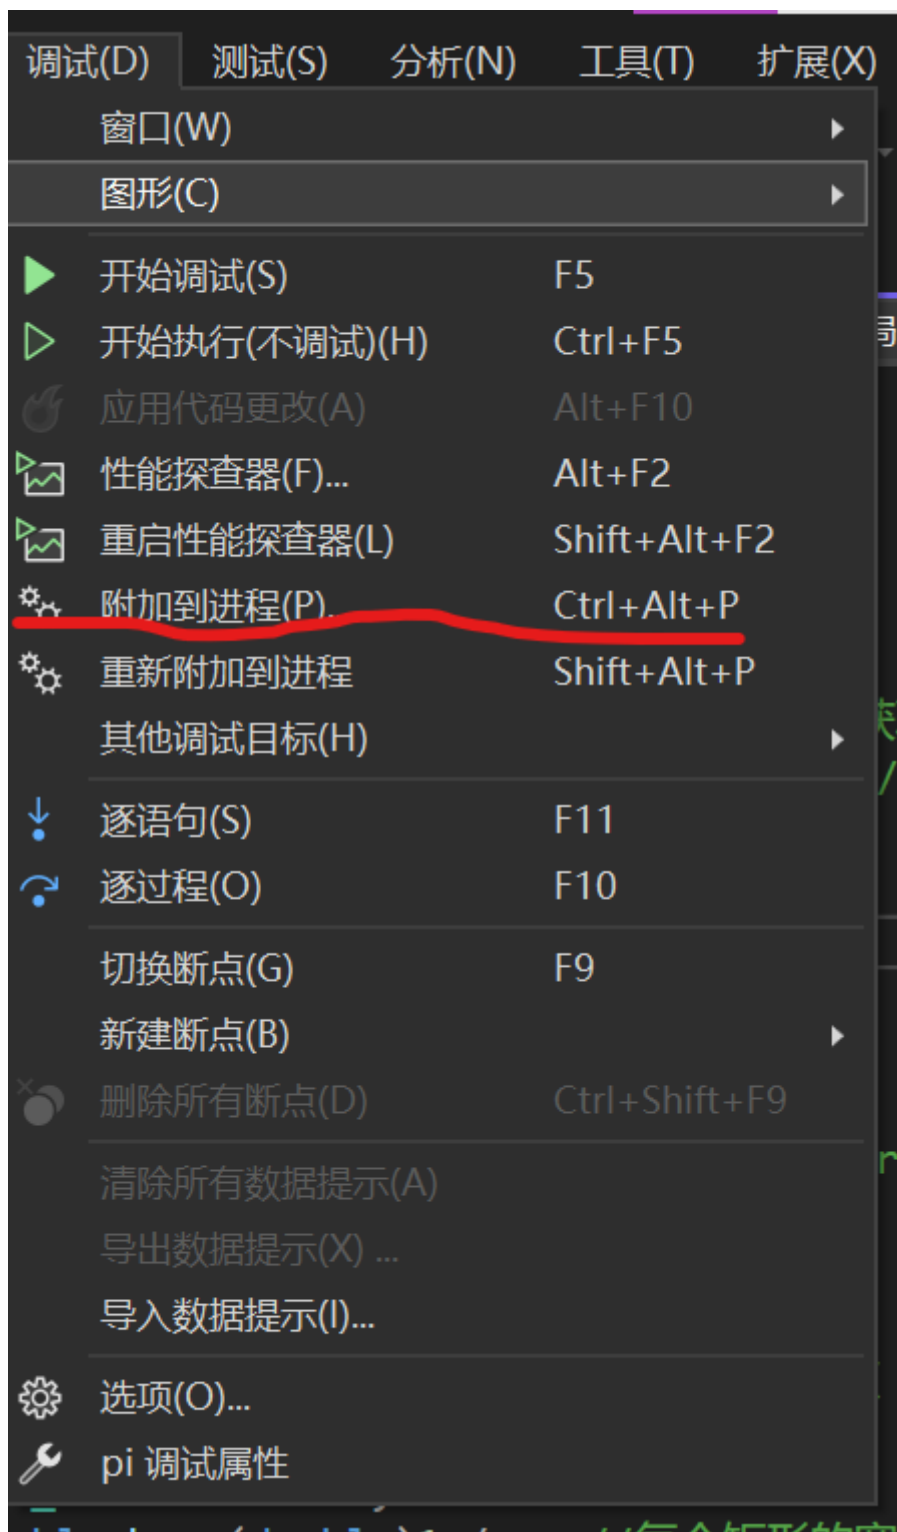 调试(D) 测试(S) 分析(N) 工具(T) 扩展(X)
窗口(W)
图形(C)
开始调试(S) F5
开始执行(不调试)(H) Ctrl+F5
应用代码更改(A) Alt+F10
性能探查器(F)... Alt+F2
重启性能探查器(L) Shift+Alt+F2
附加到进程(P)... Ctrl+Alt+P
重新附加到进程 Shift+Alt+P
其他调试目标(H)
逐语句(S) F11
逐过程(O) F10
切换断点(G) F9
新建断点(B)
删除所有断点(D) Ctrl+Shift+F9
清除所有数据提示(A)
导出数据提示(X) ...
导入数据提示(I)...
选项(O)...
pi 调试属性